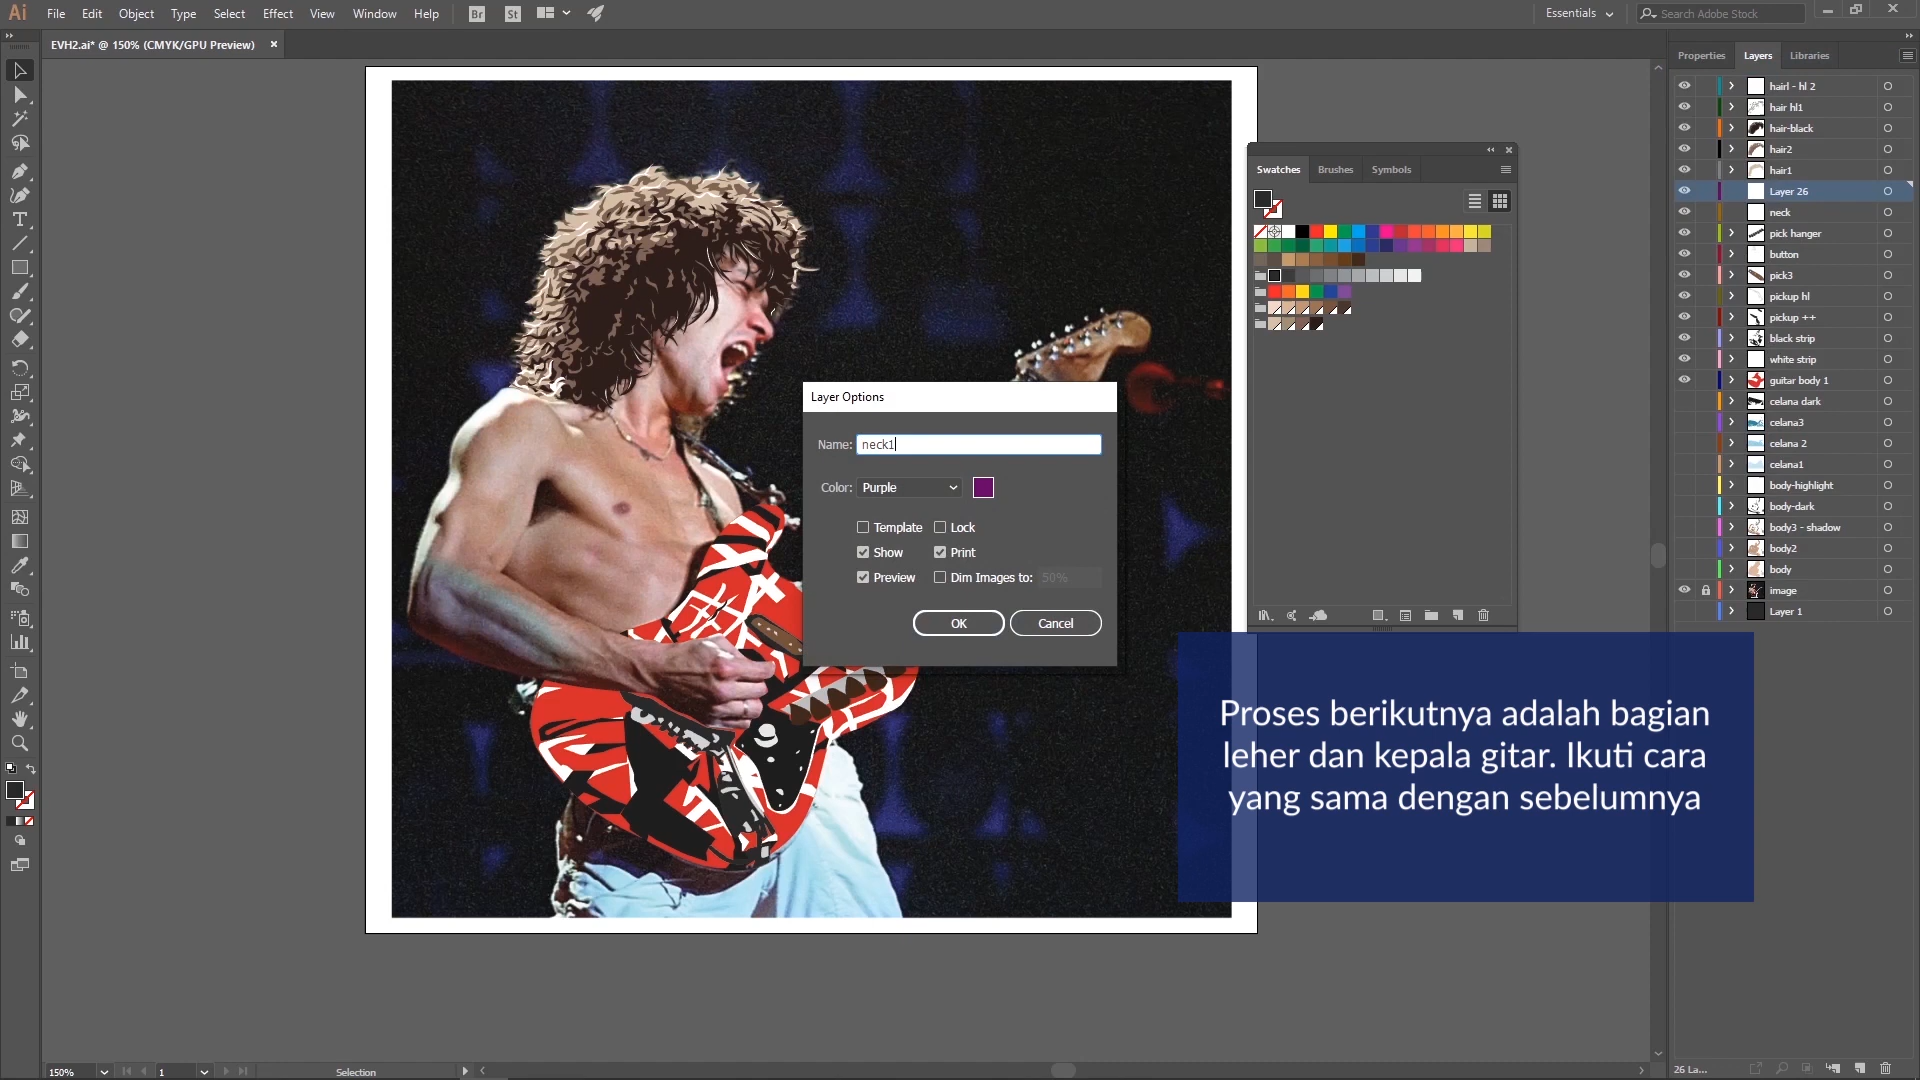 Ai File Edit Object Type Select Effect View Window Help Br St Essentials Search Adobe Stock
EVH2.ai* @ 150% (CMYK/GPU Preview)
Properties Layers Libraries
hairl - hl 2
hair hl1
hair-black
hair2
hair1
Layer 26
neck
pick hanger
button
pick3
pickup hl
pickup ++
black strip
white strip
guitar body 1
celana dark
celana3
celana 2
celana1
body-highlight
body-dark
body3 - shadow
body2
body
image
Layer 1
Swatches Brushes Symbols
Layer Options
Name: neck1
Color: Purple
Template Lock
Show Print
Preview Dim Images to: 50%
OK Cancel
Proses berikutnya adalah bagian
leher dan kepala gitar. Ikuti cara
yang sama dengan sebelumnya
150% 1 Selection
26 La...